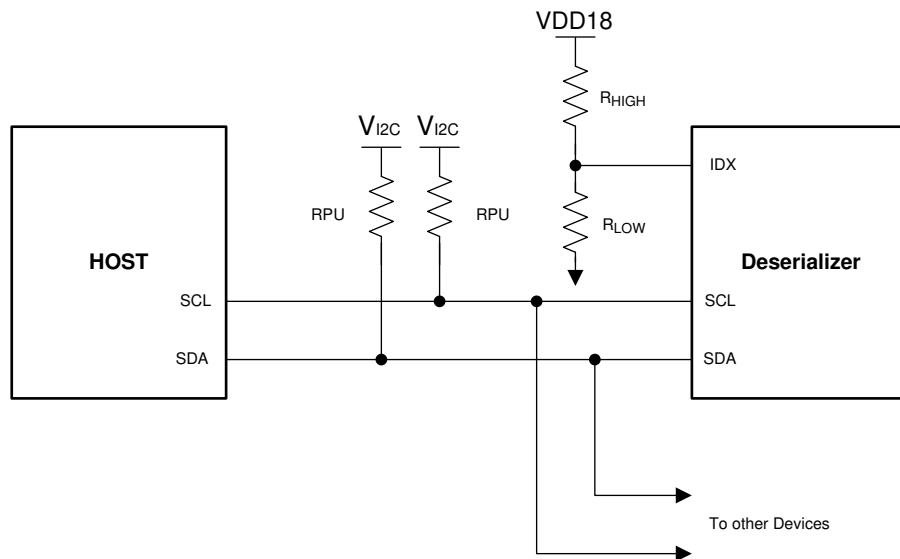 VDD18
RHIGH
VI2C VI2C
IDX
RPU RPU
RLOW
HOST
Deserializer
SCL SCL
SDA SDA
To other Devices